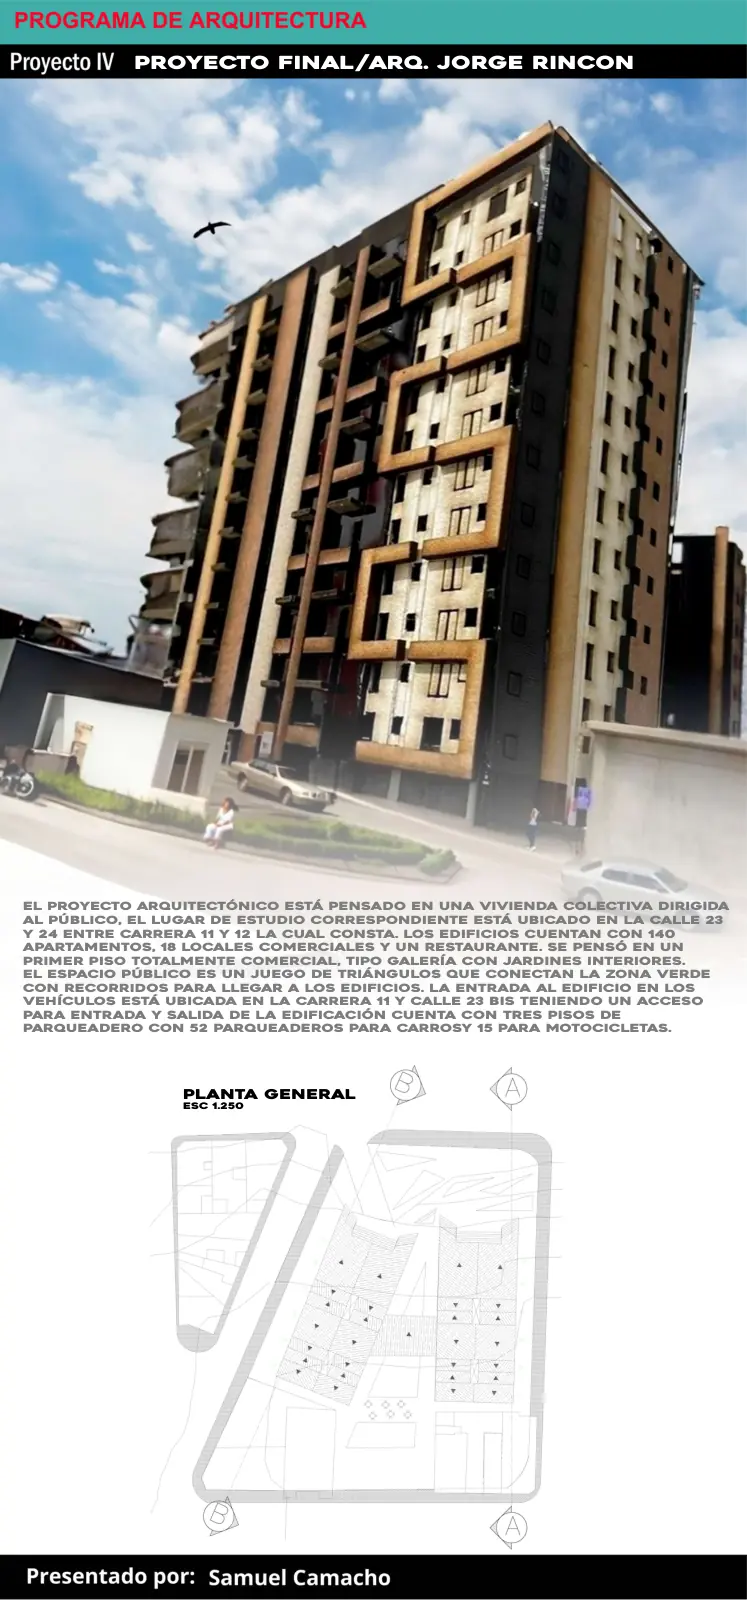 PROGRAMA DE ARQUITECTURA
Proyecto IV PROYECTO FINAL/ARQ. JORGE RINCON
EL PROYECTO ARQUITECTÓNICO ESTÁ PENSADO EN UNA VIVIENDA COLECTIVA DIRIGIDA
AL PÚBLICO, EL LUGAR DE ESTUDIO CORRESPONDIENTE ESTÁ UBICADO EN LA CALLE 23
Y 24 ENTRE CARRERA 11 Y 12 LA CUAL CONSTA. LOS EDIFICIOS CUENTAN CON 140
APARTAMENTOS, 18 LOCALES COMERCIALES Y UN RESTAURANTE. SE PENSÓ EN UN
PRIMER PISO TOTALMENTE COMERCIAL, TIPO GALERÍA CON JARDINES INTERIORES.
EL ESPACIO PÚBLICO ES UN JUEGO DE TRIÁNGULOS QUE CONECTAN LA ZONA VERDE
CON RECORRIDOS PARA LLEGAR A LOS EDIFICIOS. LA ENTRADA AL EDIFICIO EN LOS
VEHÍCULOS ESTÁ UBICADA EN LA CARRERA 11 Y CALLE 23 BIS TENIENDO UN ACCESO
PARA ENTRADA Y SALIDA DE LA EDIFICACIÓN CUENTA CON TRES PISOS DE
PARQUEADERO CON 52 PARQUEADEROS PARA CARROSY 15 PARA MOTOCICLETAS.
PLANTA GENERAL
ESC 1.250
B
A
B
A
Presentado por: Samuel Camacho